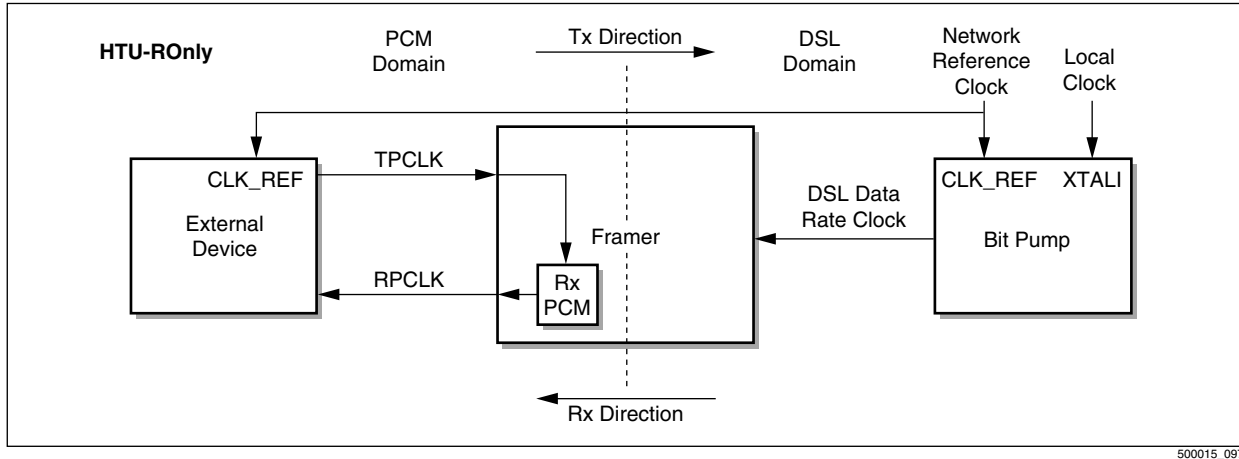 HTU-ROnly
PCM
Domain
Tx Direction
DSL
Domain
Network
Reference
Clock
Local
Clock
CLK_REF
External
Device
TPCLK
RPCLK
Framer
Rx
PCM
DSL Data
Rate Clock
CLK_REF
XTALI
Bit Pump
Rx Direction